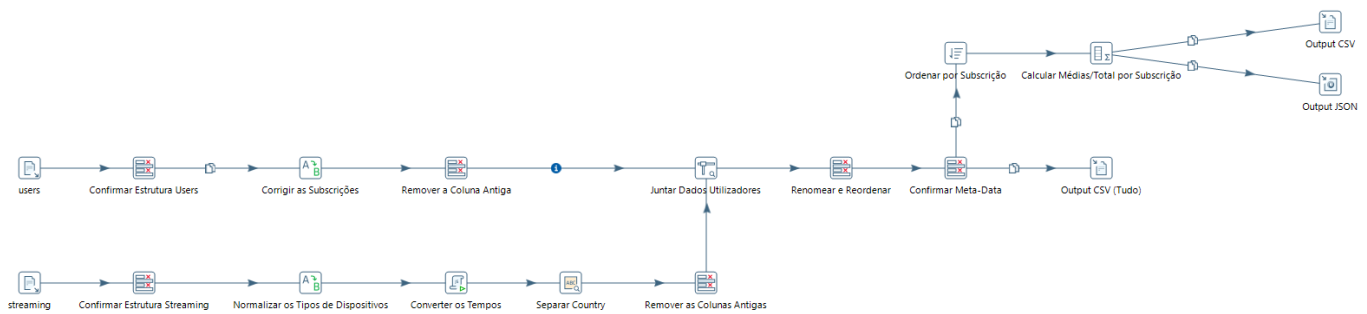 Output CSV
Ordenar por Subscrição
Calcular Médias/Total por Subscrição
Output JSON
users
Confirmar Estrutura Users
Corrigir as Subscrições
Remover a Coluna Antiga
Juntar Dados Utilizadores
Renomear e Reordenar
Confirmar Meta-Data
Output CSV (Tudo)
streaming
Confirmar Estrutura Streaming
Normalizar os Tipos de Dispositivos
Converter os Tempos
Separar Country
Remover as Colunas Antigas